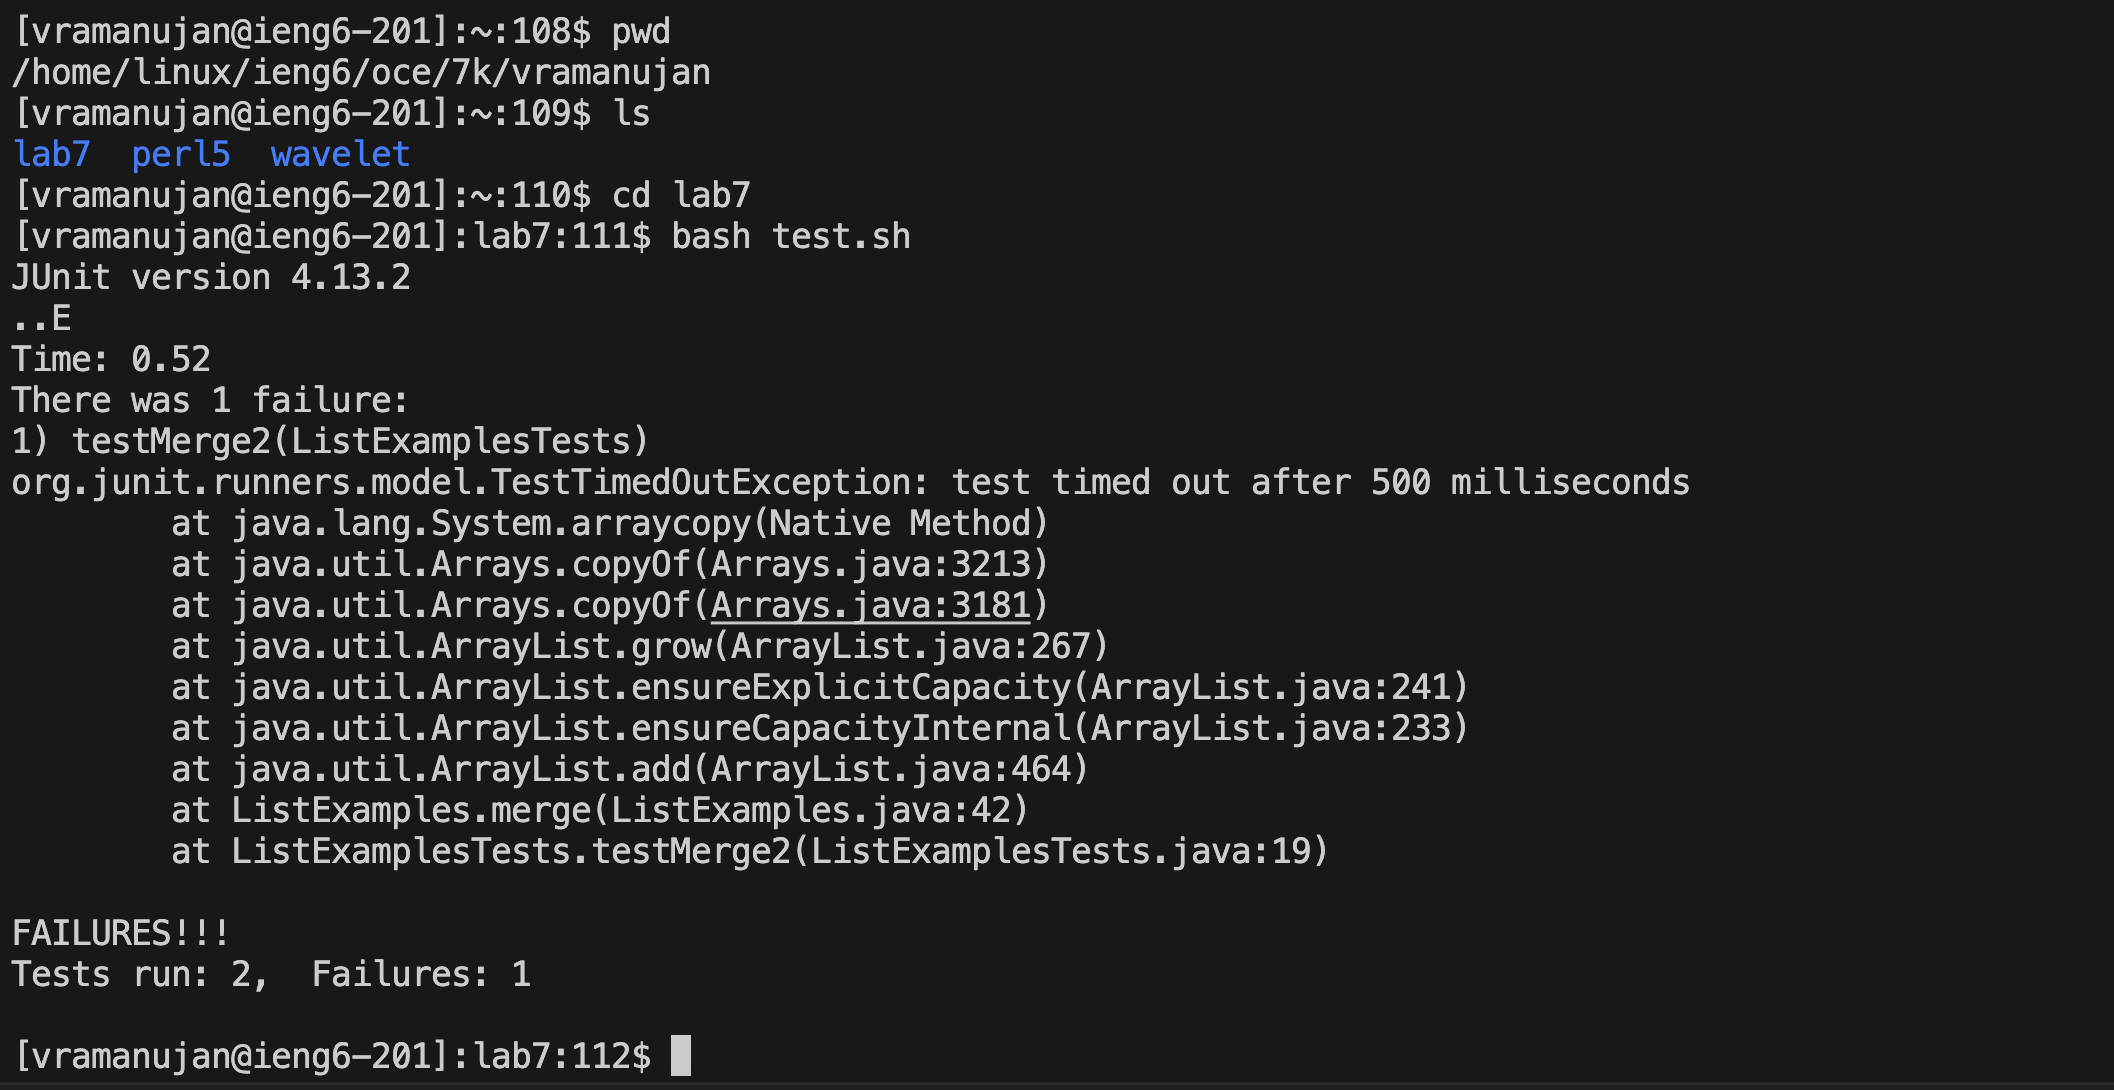 [vramanujan@ieng6-201]:~:108$ pwd
/home/linux/ieng6/oce/7k/vramanujan
[vramanujan@ieng6-201]:~:109$ ls
lab7  perl5  wavelet
[vramanujan@ieng6-201]:~:110$ cd lab7
[vramanujan@ieng6-201]:lab7:111$ bash test.sh
JUnit version 4.13.2
..E
Time: 0.52
There was 1 failure:
1) testMerge2(ListExamplesTests)
org.junit.runners.model.TestTimedOutException: test timed out after 500 milliseconds
        at java.lang.System.arraycopy(Native Method)
        at java.util.Arrays.copyOf(Arrays.java:3213)
        at java.util.Arrays.copyOf(Arrays.java:3181)
        at java.util.ArrayList.grow(ArrayList.java:267)
        at java.util.ArrayList.ensureExplicitCapacity(ArrayList.java:241)
        at java.util.ArrayList.ensureCapacityInternal(ArrayList.java:233)
        at java.util.ArrayList.add(ArrayList.java:464)
        at ListExamples.merge(ListExamples.java:42)
        at ListExamplesTests.testMerge2(ListExamplesTests.java:19)

FAILURES!!!
Tests run: 2,  Failures: 1

[vramanujan@ieng6-201]:lab7:112$